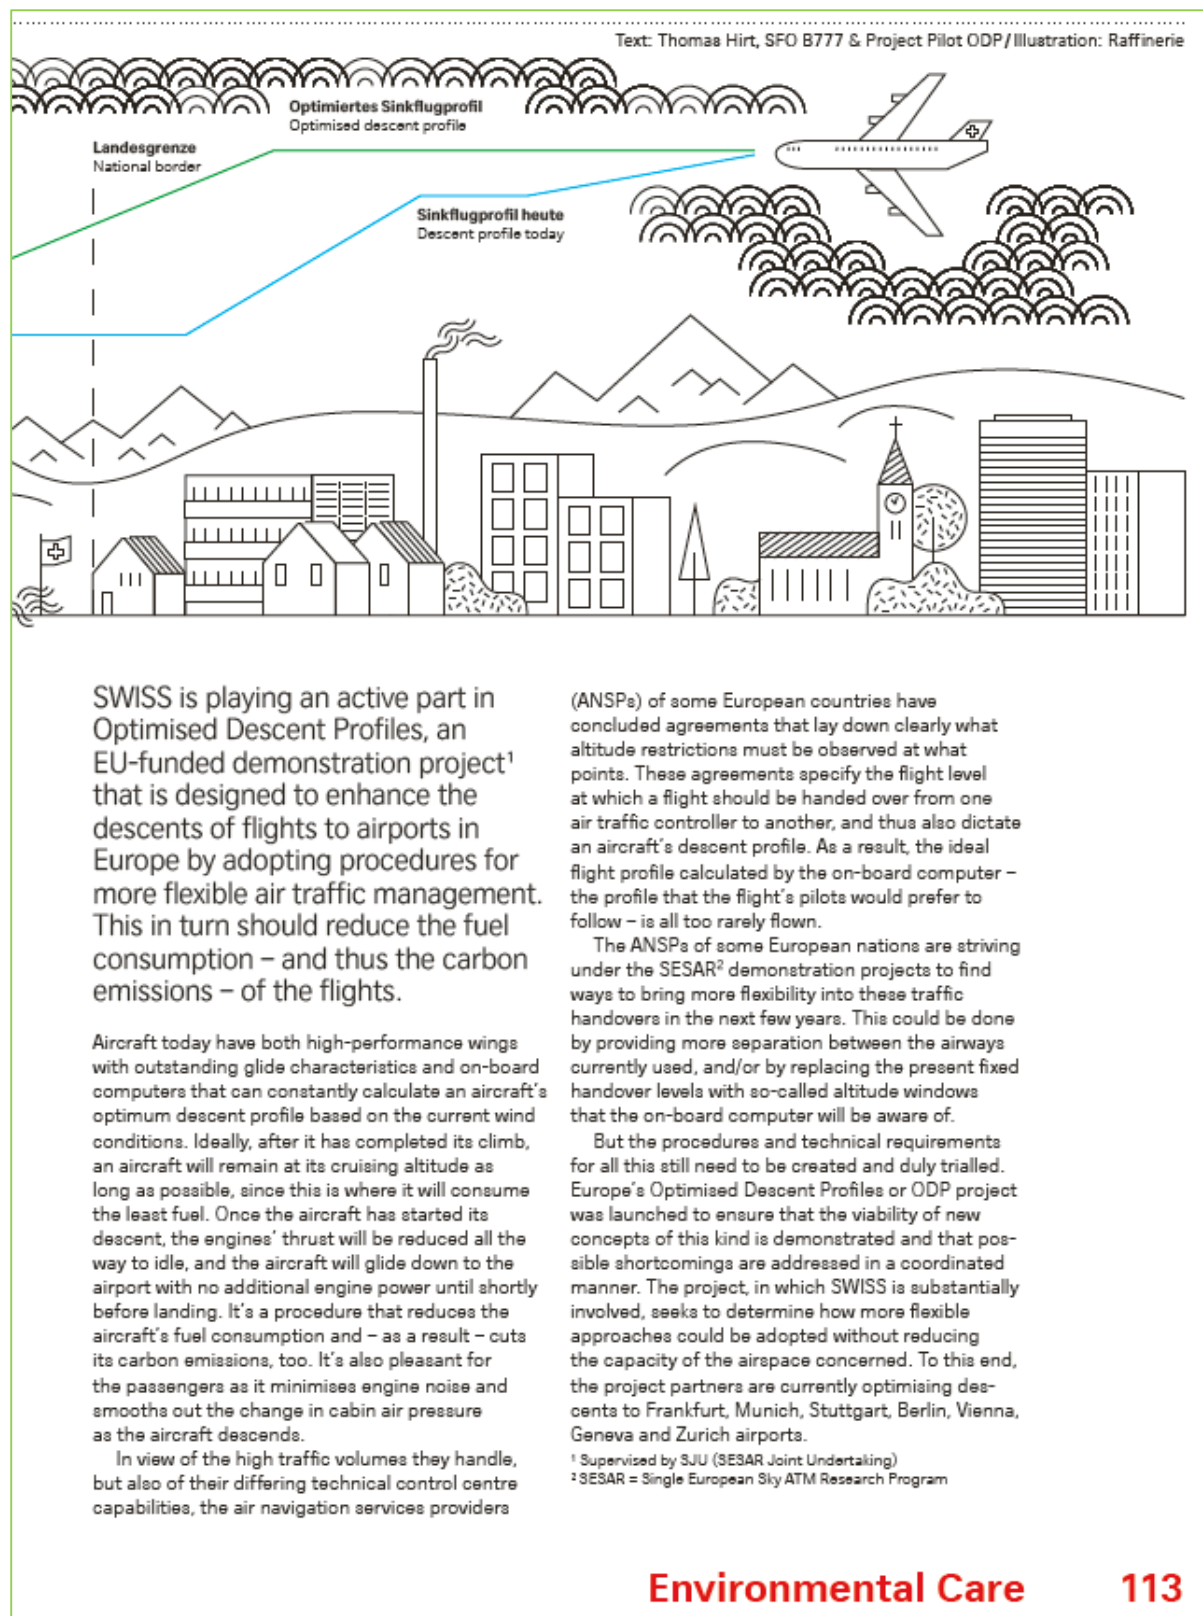 Text: Thomas Hirt, SFO B777 & Project Pilot ODP/Illustration: Raffinerie
Optimiertes Sinkflugprofil
Optimised descent profile
Landesgrenze
National border
Sinkflugprofil heute
Descent profile today
SWISS is playing an active part in
Optimised Descent Profiles, an
EU-funded demonstration project¹
that is designed to enhance the
descents of flights to airports in
Europe by adopting procedures for
more flexible air traffic management.
This in turn should reduce the fuel
consumption – and thus the carbon
emissions – of the flights.
Aircraft today have both high-performance wings
with outstanding glide characteristics and on-board
computers that can constantly calculate an aircraft's
optimum descent profile based on the current wind
conditions. Ideally, after it has completed its climb,
an aircraft will remain at its cruising altitude as
long as possible, since this is where it will consume
the least fuel. Once the aircraft has started its
descent, the engines' thrust will be reduced all the
way to idle, and the aircraft will glide down to the
airport with no additional engine power until shortly
before landing. It's a procedure that reduces the
aircraft's fuel consumption and – as a result – cuts
its carbon emissions, too. It's also pleasant for
the passengers as it minimises engine noise and
smooths out the change in cabin air pressure
as the aircraft descends.
In view of the high traffic volumes they handle,
but also of their differing technical control centre
capabilities, the air navigation services providers
(ANSPs) of some European countries have
concluded agreements that lay down clearly what
altitude restrictions must be observed at what
points. These agreements specify the flight level
at which a flight should be handed over from one
air traffic controller to another, and thus also dictate
an aircraft's descent profile. As a result, the ideal
flight profile calculated by the on-board computer –
the profile that the flight's pilots would prefer to
follow – is all too rarely flown.
The ANSPs of some European nations are striving
under the SESAR² demonstration projects to find
ways to bring more flexibility into these traffic
handovers in the next few years. This could be done
by providing more separation between the airways
currently used, and/or by replacing the present fixed
handover levels with so-called altitude windows
that the on-board computer will be aware of.
But the procedures and technical requirements
for all this still need to be created and duly trialled.
Europe's Optimised Descent Profiles or ODP project
was launched to ensure that the viability of new
concepts of this kind is demonstrated and that pos-
sible shortcomings are addressed in a coordinated
manner. The project, in which SWISS is substantially
involved, seeks to determine how more flexible
approaches could be adopted without reducing
the capacity of the airspace concerned. To this end,
the project partners are currently optimising des-
cents to Frankfurt, Munich, Stuttgart, Berlin, Vienna,
Geneva and Zurich airports.
¹ Supervised by SJU (SESAR Joint Undertaking)
² SESAR = Single European Sky ATM Research Program
Environmental Care 113